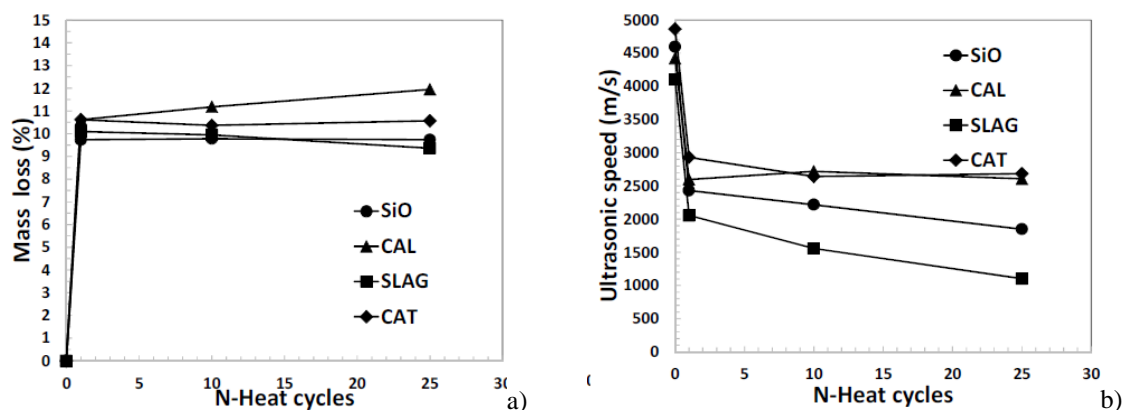 15
14
13
12
11
10
9
8
7
6
5
4
3
2
1
0
Mass loss (%)
SiO
CAL
SLAG
CAT
0 5 10 15 20 25 30
N-Heat cycles
a)
5000
4500
4000
3500
3000
2500
2000
1500
1000
500
0
Ultrasonic speed (m/s)
SiO
CAL
SLAG
CAT
0 5 10 15 20 25 30
N-Heat cycles
b)